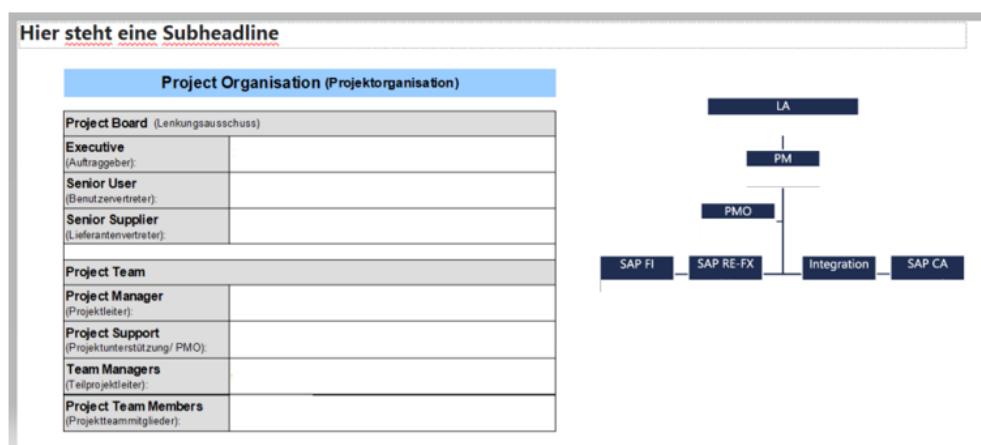 Hier steht eine Subheadline
Project Organisation (Projektorganisation)
Project Board (Lenkungsausschuss)
Executive
(Auftraggeber):
Senior User
(Benutzervertreter):
Senior Supplier
(Lieferantenvertreter):
Project Team
Project Manager
(Projektleiter):
Project Support
(Projektunterstützung/ PMO):
Team Managers
(Teilprojektleiter):
Project Team Members
(Projektteammitglieder):
LA
PM
PMO
SAP FI
SAP RE-FX
Integration
SAP CA